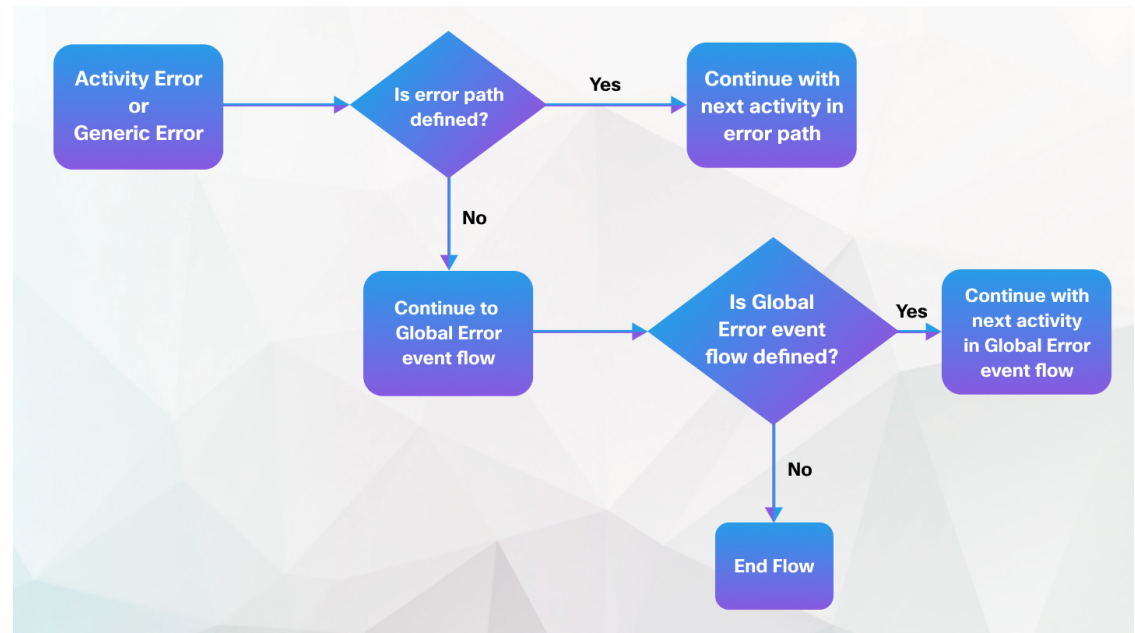 Activity Error
or
Generic Error
Is error path
defined?
Yes
Continue with
next activity in
error path
No
Continue to
Global Error
event flow
Is Global
Error event
flow defined?
Yes
Continue with
next activity
in Global Error
event flow
No
End Flow